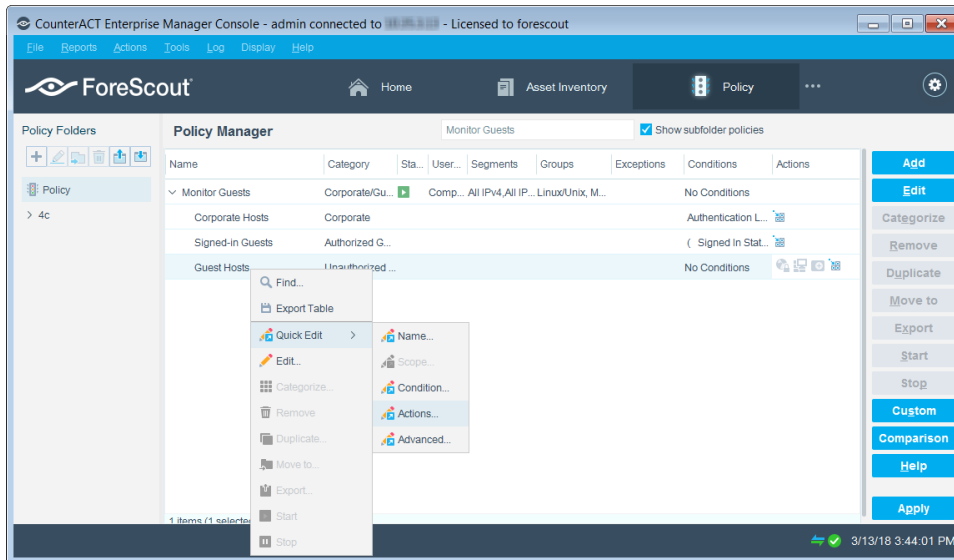 CounterACT Enterprise Manager Console - admin connected to - Licensed to forescout
File Reports Actions Tools Log Display Help
ForeScout Home Asset Inventory Policy ...
Policy Folders
Policy
4c
Policy Manager Monitor Guests Show subfolder policies
Name Category Sta... User... Segments Groups Exceptions Conditions Actions
Monitor Guests Corporate/Gu... Comp... All IPv4,All IP... Linux/Unix, M... No Conditions
Corporate Hosts Corporate Authentication L...
Signed-in Guests Authorized G... ( Signed In Stat...
Guest Hosts Unauthorized ... No Conditions
Find...
Export Table
Quick Edit
Edit...
Categorize...
Remove
Duplicate...
Move to...
Export...
Start
Stop
Name...
Scope...
Condition...
Actions...
Advanced...
1 items (1 selected
Add
Edit
Categorize
Remove
Duplicate
Move to
Export
Start
Stop
Custom
Comparison
Help
Apply
3/13/18 3:44:01 PM